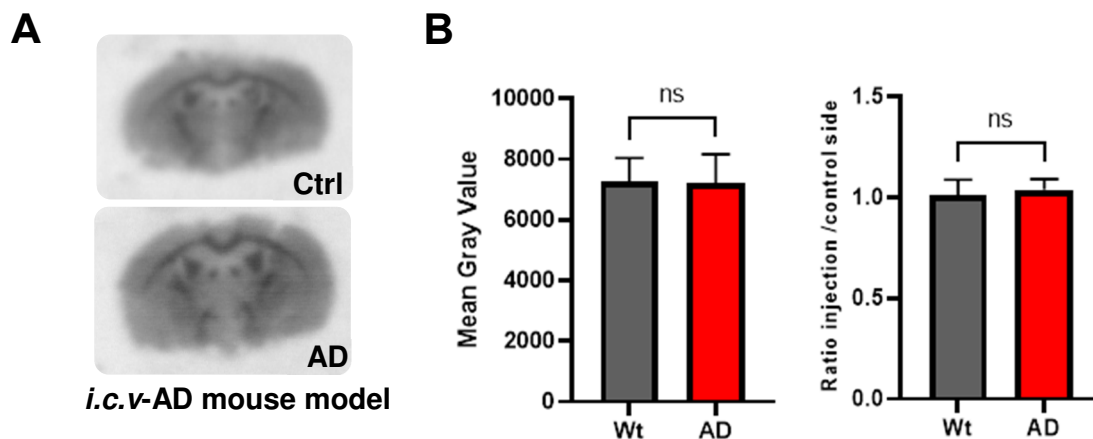 A
Ctrl
AD
i.c.v-AD mouse model
B
Mean Gray Value
10000
8000
6000
4000
2000
0
ns
Wt
AD
Ratio injection /control side
1.5
1.0
0.5
0.0
ns
Wt
AD